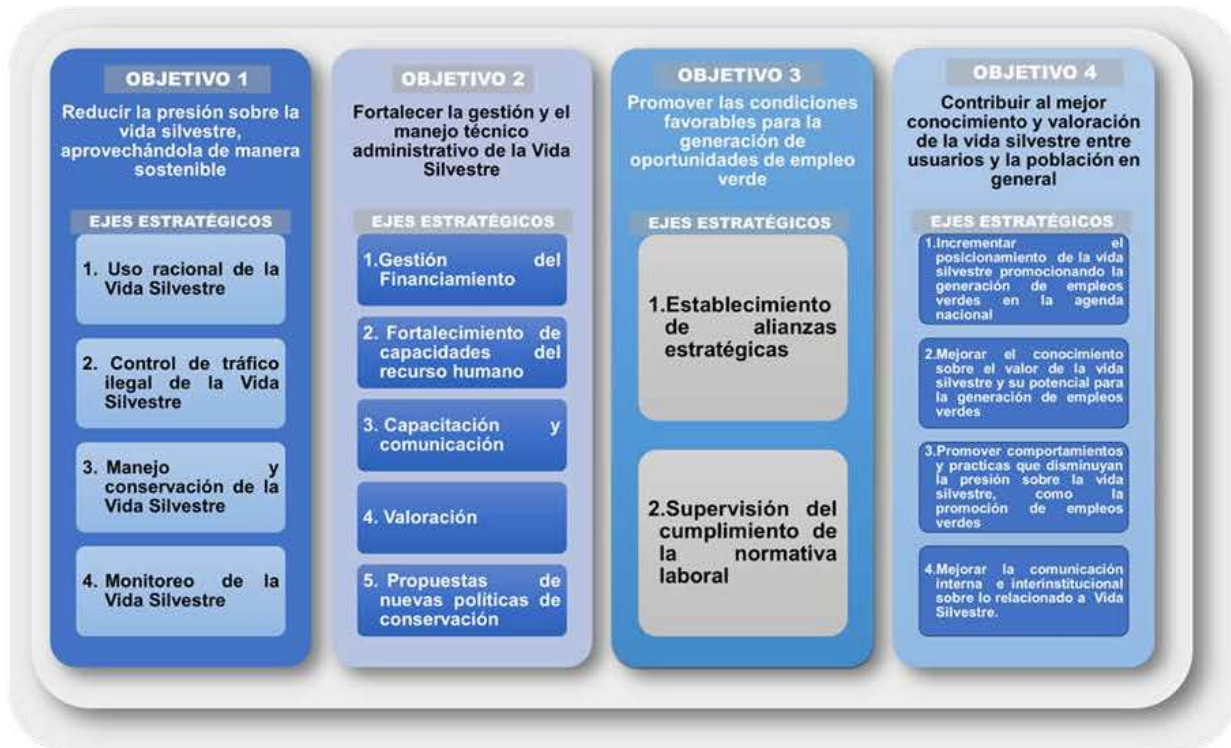 OBJETIVO 1
Reducir la presión sobre la
vida silvestre,
aprovechándola de manera
sostenible
EJES ESTRATÉGICOS
1. Uso racional de la
Vida Silvestre
2. Control de tráfico
ilegal de la Vida
Silvestre
3. Manejo y
conservación de la
Vida Silvestre
4. Monitoreo de la
Vida Silvestre
OBJETIVO 2
Fortalecer la gestión y el
manejo técnico
administrativo de la Vida
Silvestre
EJES ESTRATÉGICOS
1.Gestión del
Financiamiento
2. Fortalecimiento de
capacidades del
recurso humano
3. Capacitación y
comunicación
4. Valoración
5. Propuestas de
nuevas políticas de
conservación
OBJETIVO 3
Promover las condiciones
favorables para la
generación de
oportunidades de empleo
verde
EJES ESTRATÉGICOS
1.Establecimiento
de alianzas
estratégicas
2.Supervisión del
cumplimiento de
la normativa
laboral
OBJETIVO 4
Contribuir al mejor
conocimiento y valoración
de la vida silvestre entre
usuarios y la población en
general
EJES ESTRATÉGICOS
1.Incrementar el
posicionamiento de la vida
silvestre promocionando la
generación de empleos
verdes en la agenda
nacional
2.Mejorar el conocimiento
sobre el valor de la vida
silvestre y su potencial para
la generación de empleos
verdes
3.Promover comportamientos
y practicas que disminuyan
la presión sobre la vida
silvestre, como la
promoción de empleos
verdes
4.Mejorar la comunicación
interna e interinstitucional
sobre lo relacionado a Vida
Silvestre.